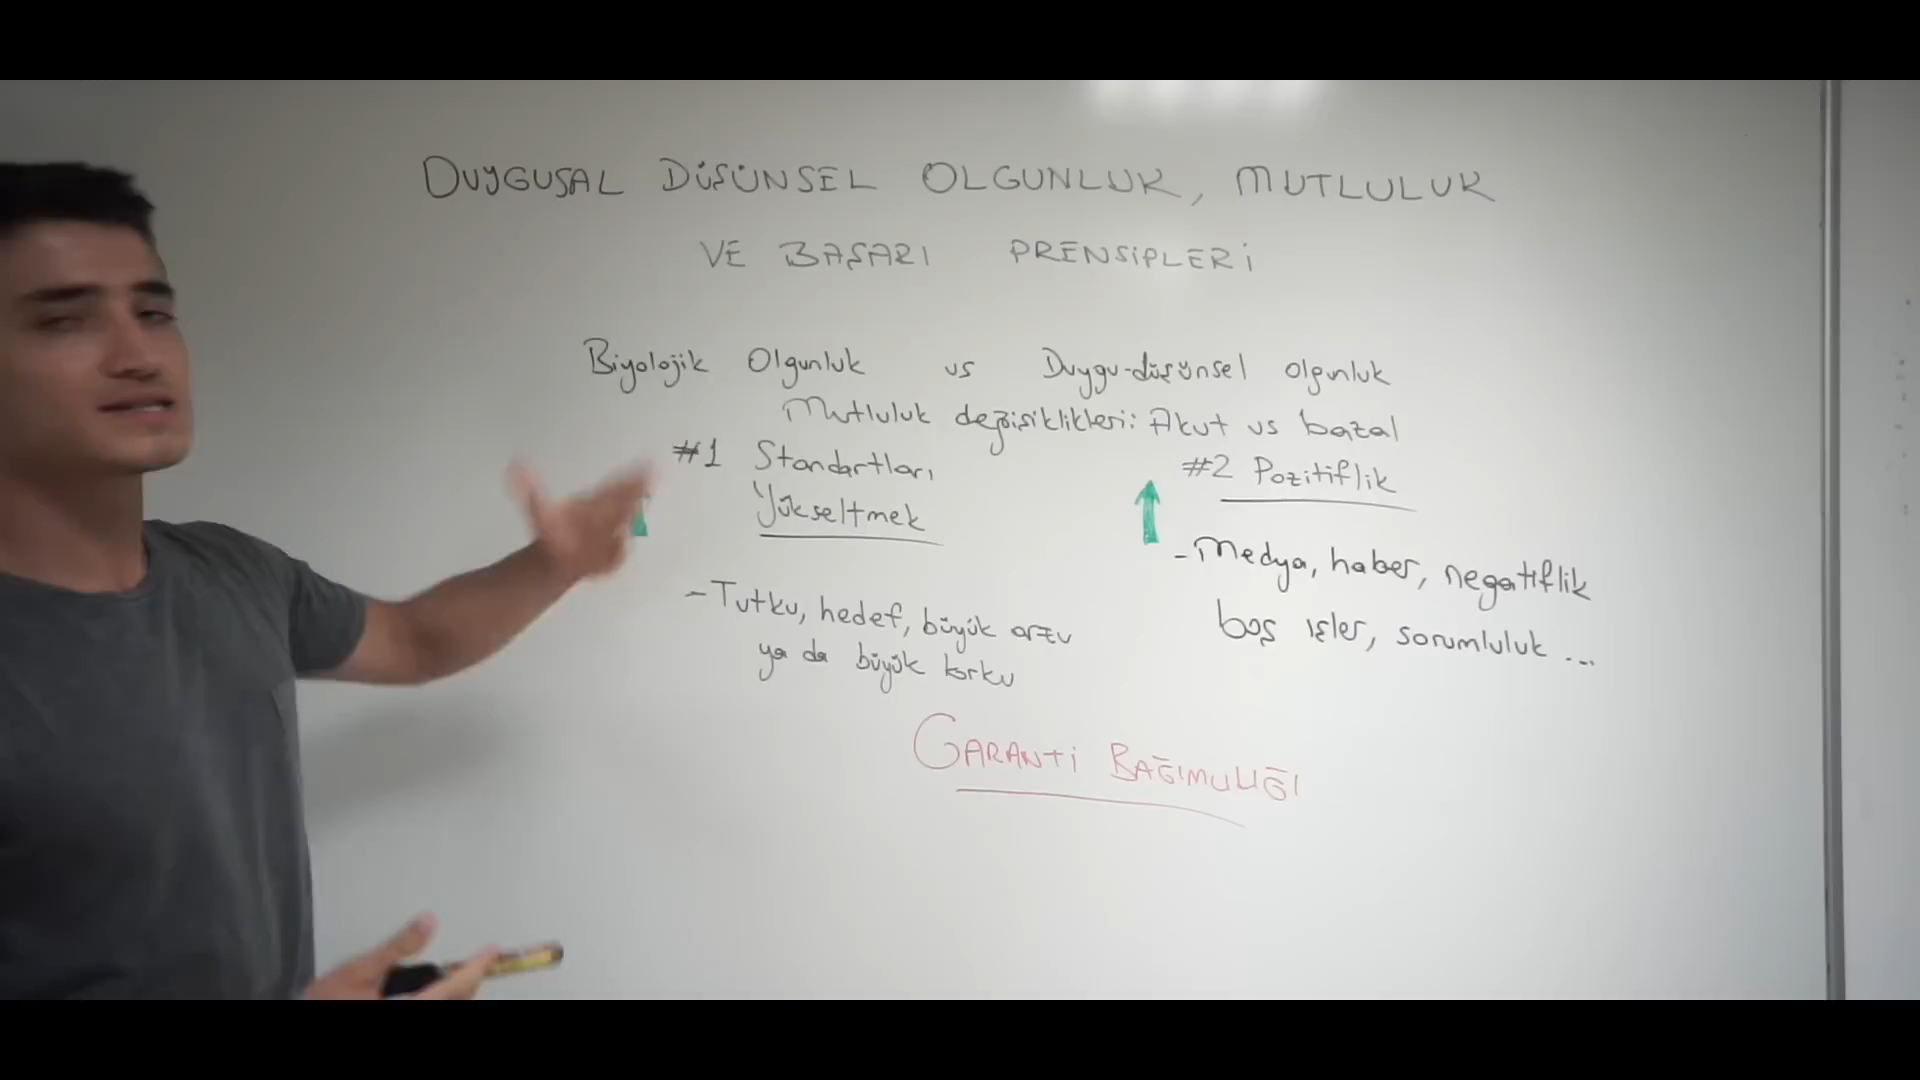 DUYGUSAL DÜŞÜNSEL OLGUNLUK, MUTLULUK
VE BAŞARI PRENSİPLERİ
Biyolojik Olgunluk vs Duygu-düşünsel olgunluk
Mutluluk değişiklikleri: Akut vs bazal
#1 Standartları
Yükseltmek
- Tutku, hedef, büyük arzu
ya da büyük korku
#2 Pozitiflik
- Medya, haber, negatiflik
boş işler, sorumluluk ...
GARANTİ BAĞIMLILIĞI